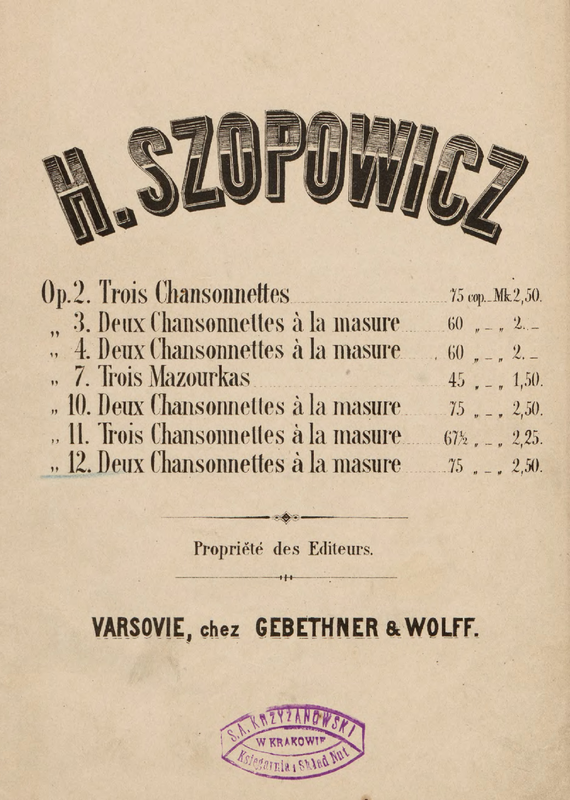 H. SZOPOWICZ
Op. 2. Trois Chansonnettes 75 cop. _ Mk. 2,50.
„ 3. Deux Chansonnettes à la masure 60 „ _ „ 2. _
„ 4. Deux Chansonnettes à la masure 60 „ _ „ 2. _
„ 7. Trois Mazourkas 45 „ _ „ 1,50.
„ 10. Deux Chansonnettes à la masure 75 „ _ „ 2,50.
„ 11. Trois Chansonnettes à la masure 67½ „ _ „ 2,25.
„ 12. Deux Chansonnettes à la masure 75 „ _ „ 2,50.
Propriété des Editeurs.
VARSOVIE, chez GEBETHNER & WOLFF.
S.A. KRZYŻANOWSKI
W KRAKOWIE
Księgarnia i Skład Nut